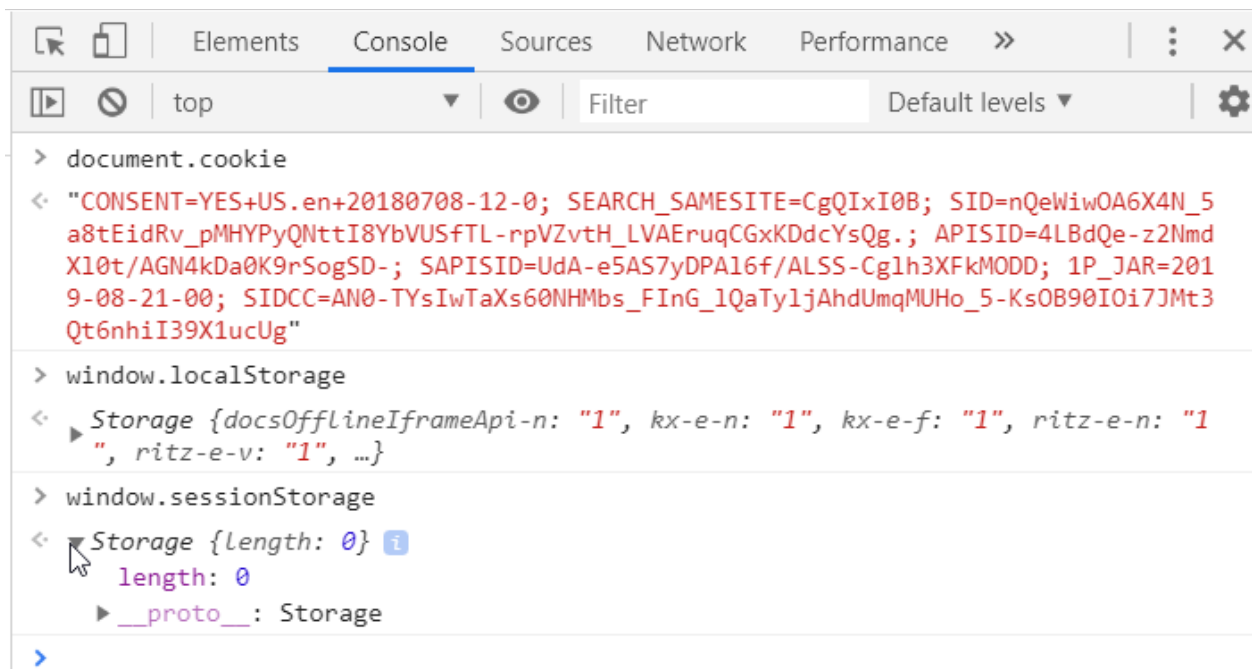 Elements Console Sources Network Performance »
top Filter Default levels
> document.cookie
"CONSENT=YES+US.en+20180708-12-0; SEARCH_SAMESITE=CgQIxI0B; SID=nQeWiwOA6X4N_5
a8tEidRv_pMHYPyQNttI8YbVUSfTL-rpVZvtH_LVAEruqCGxKDdcYsQg.; APISID=4LBdQe-z2Nmd
Xl0t/AGN4kDa0K9rSogSD-; SAPISID=UdA-e5AS7yDPAl6f/ALSS-Cglh3XFkMODD; 1P_JAR=201
9-08-21-00; SIDCC=AN0-TYsIwTaXs60NHMbs_FInG_lQaTyljAhdUmqMUHo_5-KsOB90IOi7JMt3
Qt6nhiI39X1ucUg"
> window.localStorage
Storage {docsOfflineIframeApi-n: "1", kx-e-n: "1", kx-e-f: "1", ritz-e-n: "1
", ritz-e-v: "1", …}
> window.sessionStorage
Storage {length: 0} i
length: 0
__proto__: Storage
>